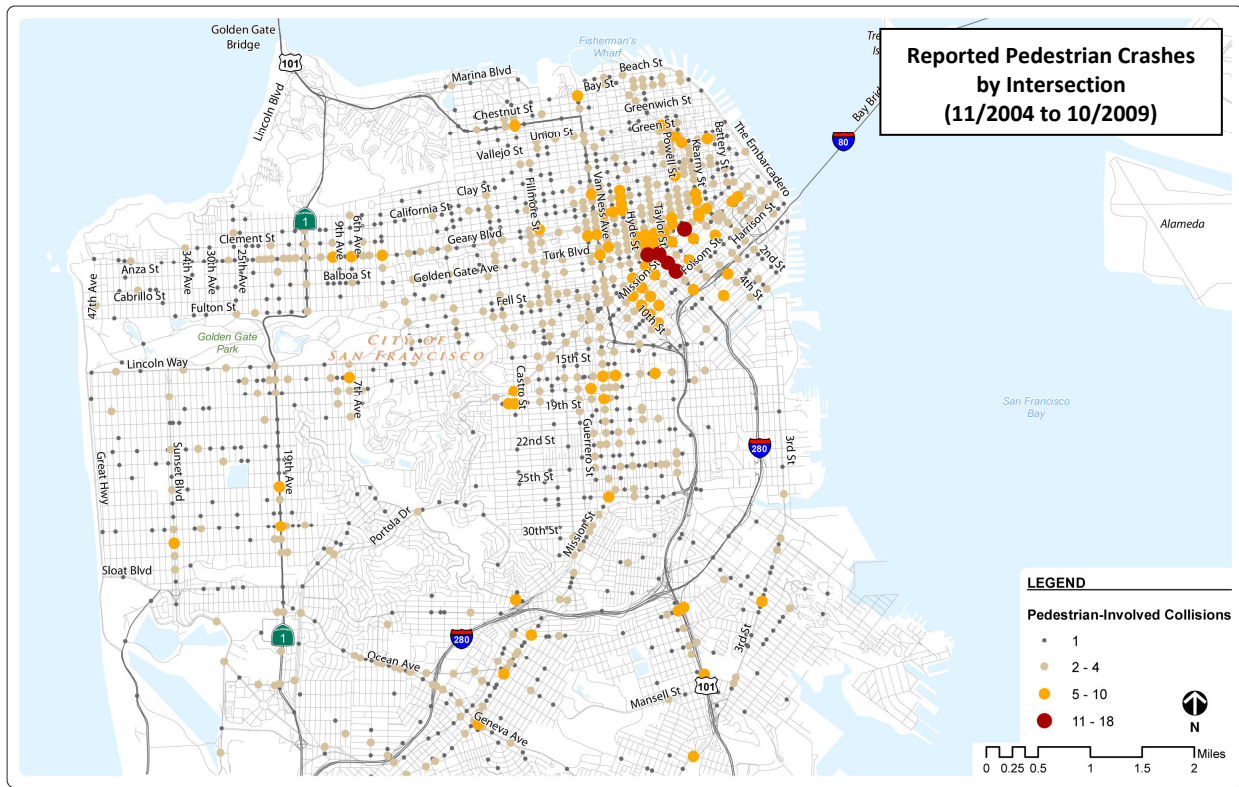 Reported Pedestrian Crashes
by Intersection
(11/2004 to 10/2009)
Golden Gate
Bridge
101
Fisherman's
Wharf
Tre
Is
Beach St
Marina Blvd
Bay St
Lincoln Blvd
Chestnut St
Greenwich St
Bay Brid
Green St
Union St
Battery St
The Embarcadero
80
Vallejo St
Powell St
Kearny St
Clay St
Fillmore St
Van Ness Ave
California St
Hyde St
Taylor St
Harrison St
Alameda
1
9th Ave
6th Ave
Clement St
Geary Blvd
25th Ave
Turk Blvd
Folsom St
2nd St
34th Ave
30th Ave
Anza St
Balboa St
Golden Gate Ave
Mission St
4th St
47th Ave
Cabrillo St
Fell St
Fulton St
10th St
Golden Gate
Park
CITY OF
SAN FRANCISCO
Lincoln Way
15th St
7th Ave
Castro St
19th St
San Francisco
Bay
Guerrero St
22nd St
3rd St
280
Great Hwy
Sunset Blvd
19th Ave
25th St
Portola Dr
30th St
Mission St
Sloat Blvd
1
280
3rd St
Ocean Ave
Mansell St
101
Geneva Ave
LEGEND
Pedestrian-Involved Collisions
1
2 - 4
5 - 10
11 - 18
N
0 0.25 0.5 1 1.5 2
Miles